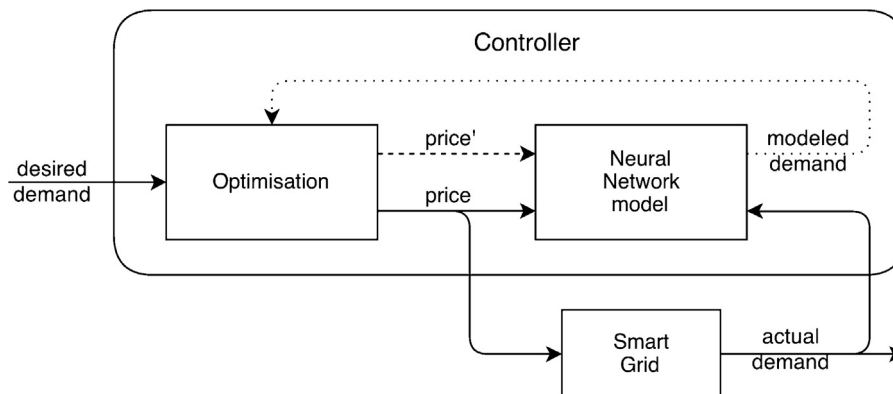 Controller
price'
desired
demand
Optimisation
Neural
Network
model
modeled
demand
price
Smart
Grid
actual
demand